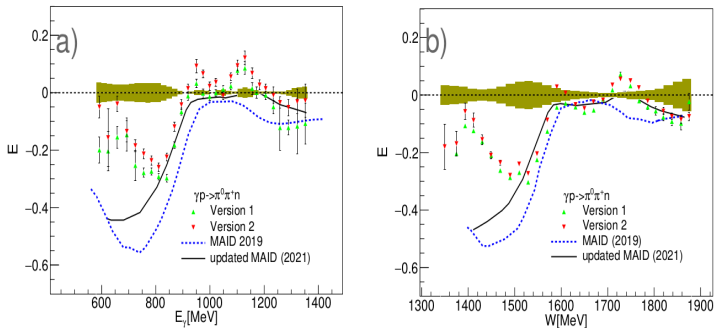 a)
0.2
0
−0.2
−0.4
−0.6
E
γp->π⁰π⁺n
Version 1
Version 2
MAID 2019
updated MAID (2021)
600 800 1000 1200 1400
Eγ[MeV]
b)
0.2
0
−0.2
−0.4
−0.6
E
γp->π⁰π⁺n
Version 1
Version 2
MAID (2019)
updated MAID (2021)
1300 1400 1500 1600 1700 1800 1900
W[MeV]